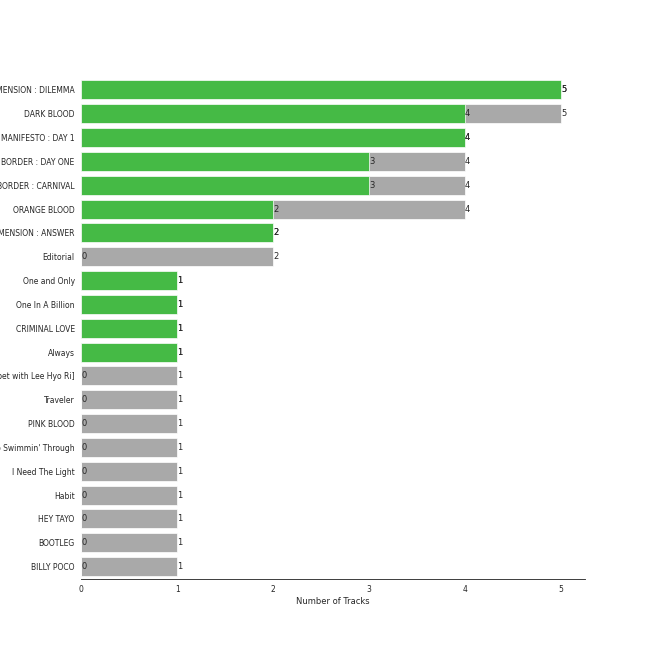 MENSION : DILEMMA 5
DARK BLOOD 4 5
MANIFESTO : DAY 1 4
BORDER : DAY ONE 3 4
BORDER : CARNIVAL 3 4
ORANGE BLOOD 2 4
MENSION : ANSWER 2
Editorial 0 2
One and Only 1
One In A Billion 1
CRIMINAL LOVE 1
Always 1
pet with Lee Hyo Ri] 0 1
Traveler 0 1
PINK BLOOD 0 1
Swimmin' Through 0 1
I Need The Light 0 1
Habit 0 1
HEY TAYO 0 1
BOOTLEG 0 1
BILLY POCO 0 1
0 1 2 3 4 5
Number of Tracks